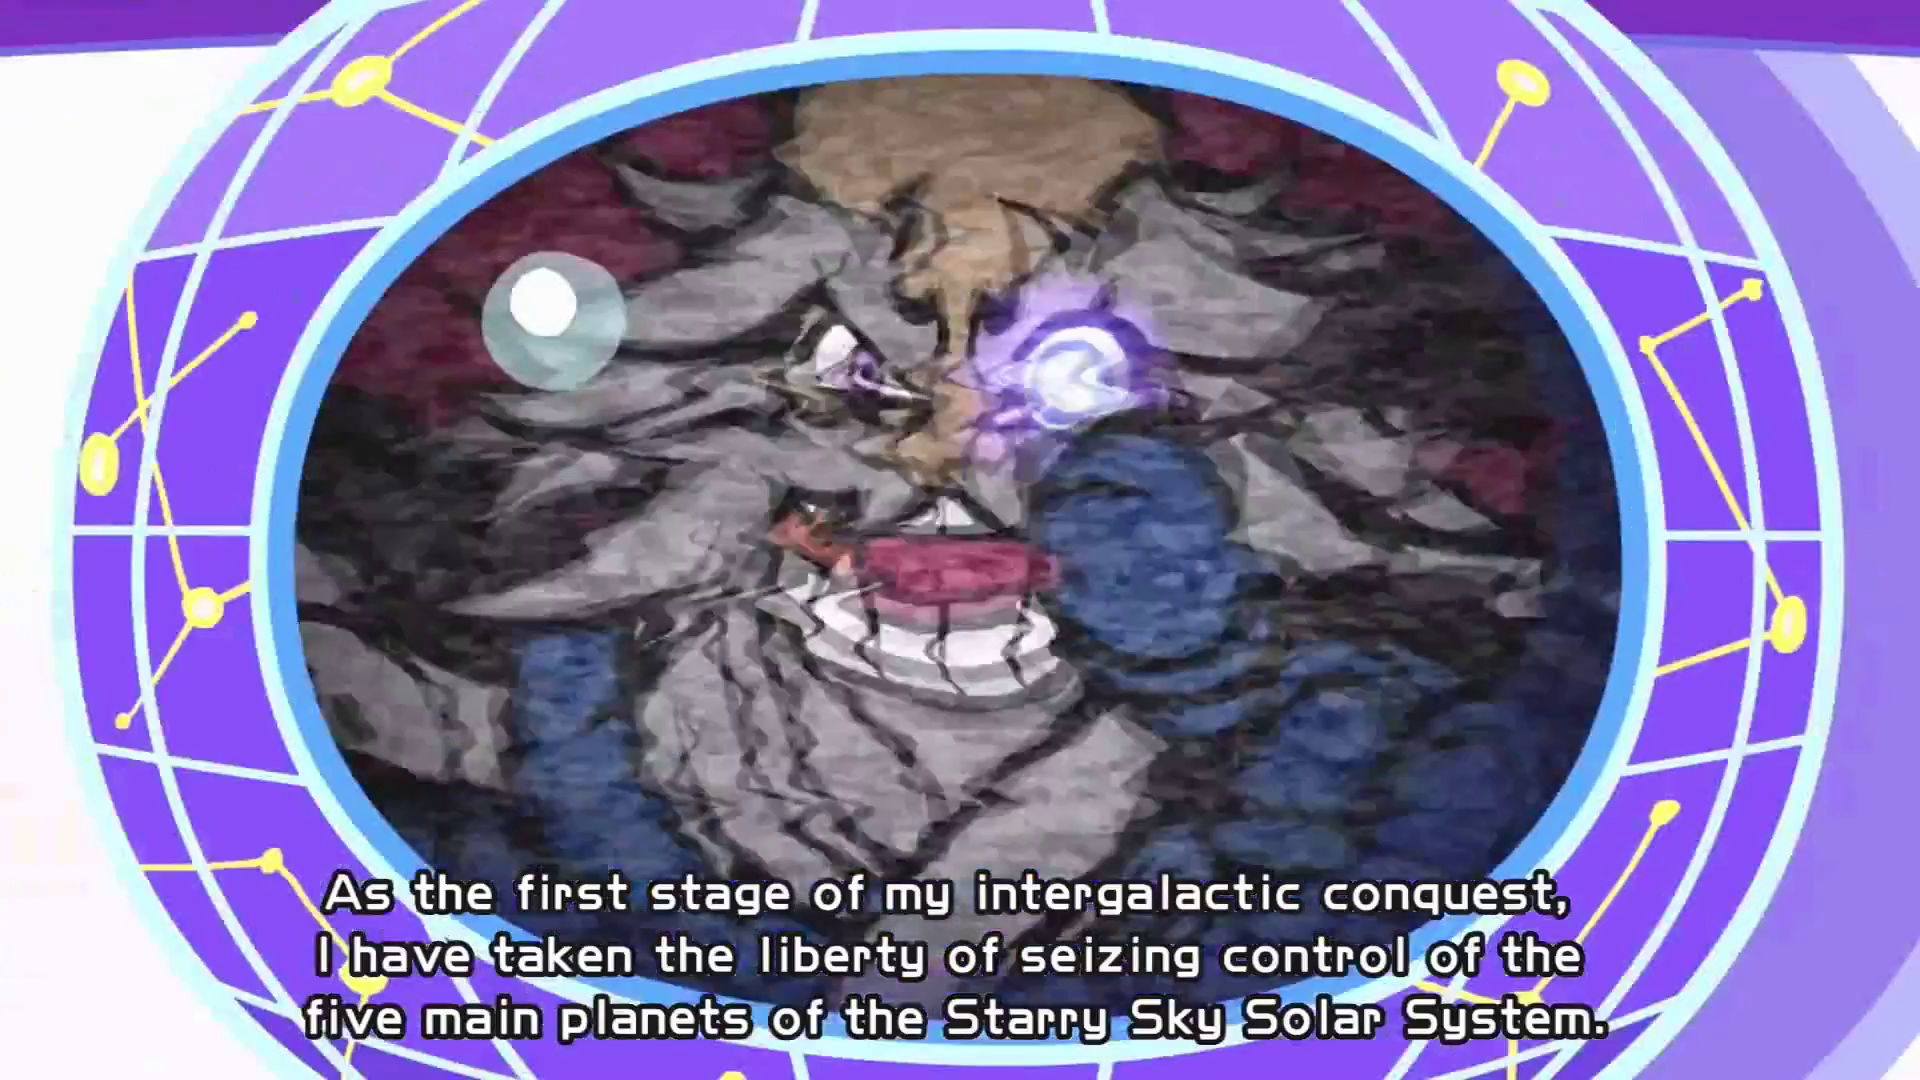 As the first stage of my intergalactic conquest,
I have taken the liberty of seizing control of the
five main planets of the Starry Sky Solar System.